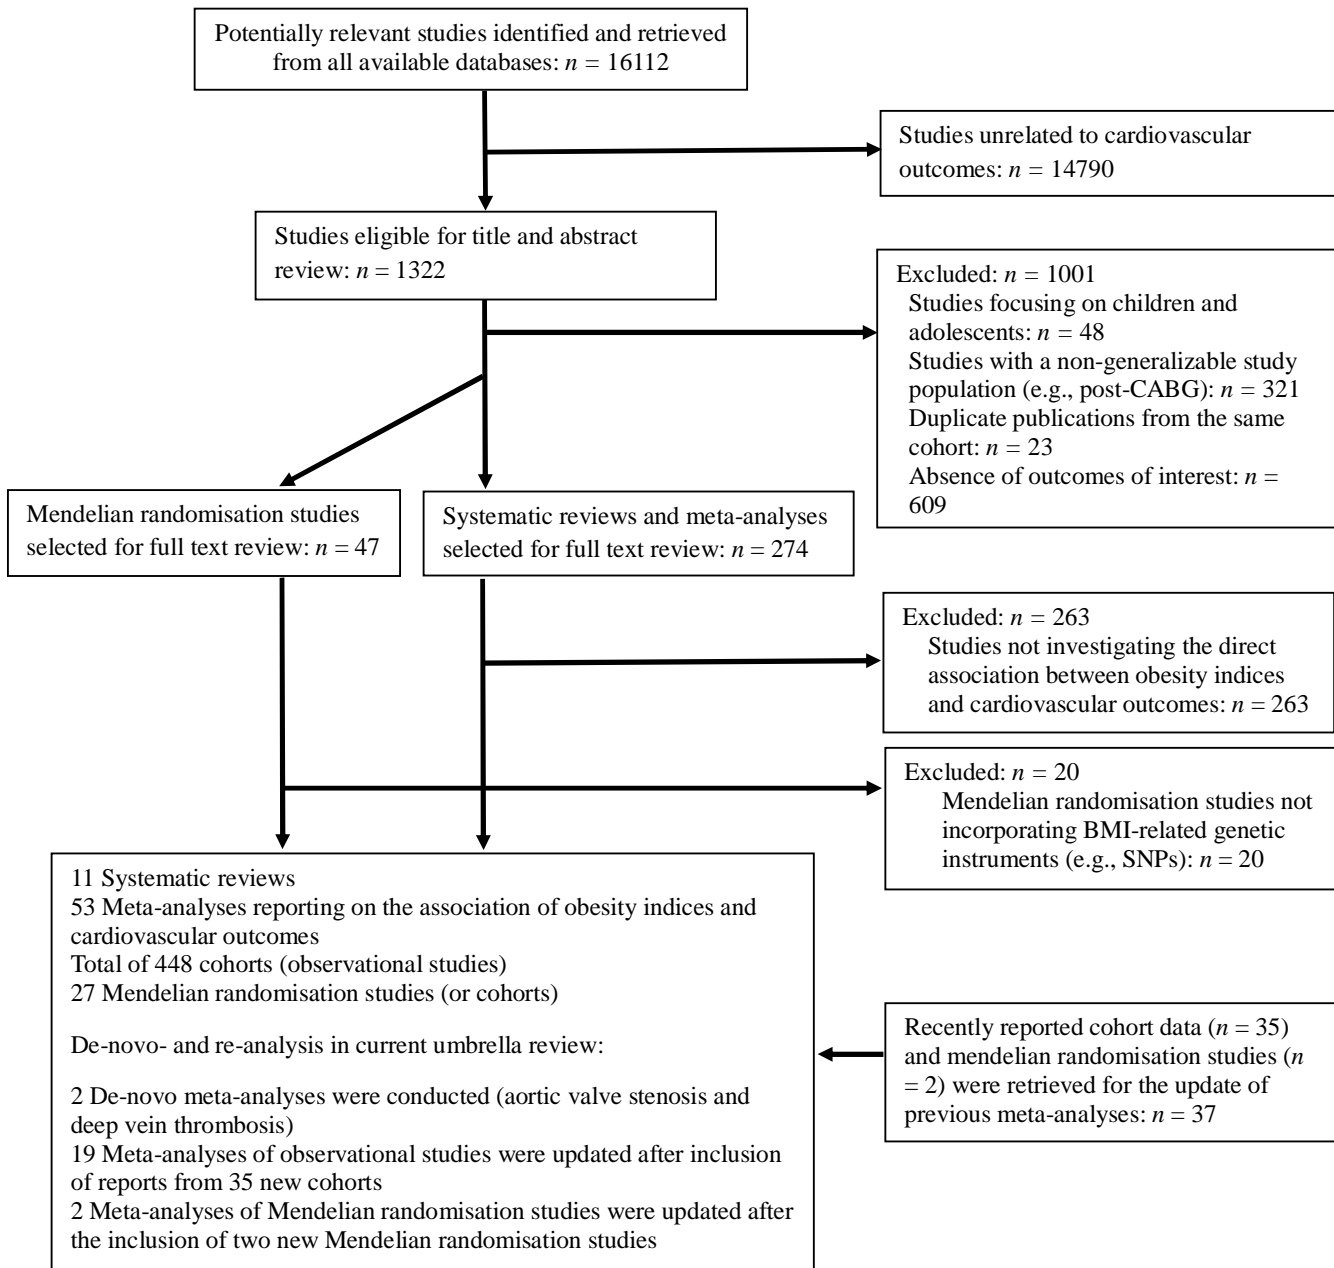 Potentially relevant studies identified and retrieved
from all available databases: n = 16112
Studies unrelated to cardiovascular
outcomes: n = 14790
Studies eligible for title and abstract
review: n = 1322
Excluded: n = 1001
Studies focusing on children and
adolescents: n = 48
Studies with a non-generalizable study
population (e.g., post-CABG): n = 321
Duplicate publications from the same
cohort: n = 23
Absence of outcomes of interest: n =
609
Mendelian randomisation studies
selected for full text review: n = 47
Systematic reviews and meta-analyses
selected for full text review: n = 274
Excluded: n = 263
Studies not investigating the direct
association between obesity indices
and cardiovascular outcomes: n = 263
Excluded: n = 20
Mendelian randomisation studies not
incorporating BMI-related genetic
instruments (e.g., SNPs): n = 20
11 Systematic reviews
53 Meta-analyses reporting on the association of obesity indices and
cardiovascular outcomes
Total of 448 cohorts (observational studies)
27 Mendelian randomisation studies (or cohorts)
De-novo- and re-analysis in current umbrella review:
2 De-novo meta-analyses were conducted (aortic valve stenosis and
deep vein thrombosis)
19 Meta-analyses of observational studies were updated after inclusion
of reports from 35 new cohorts
2 Meta-analyses of Mendelian randomisation studies were updated after
the inclusion of two new Mendelian randomisation studies
Recently reported cohort data (n = 35)
and mendelian randomisation studies (n
= 2) were retrieved for the update of
previous meta-analyses: n = 37